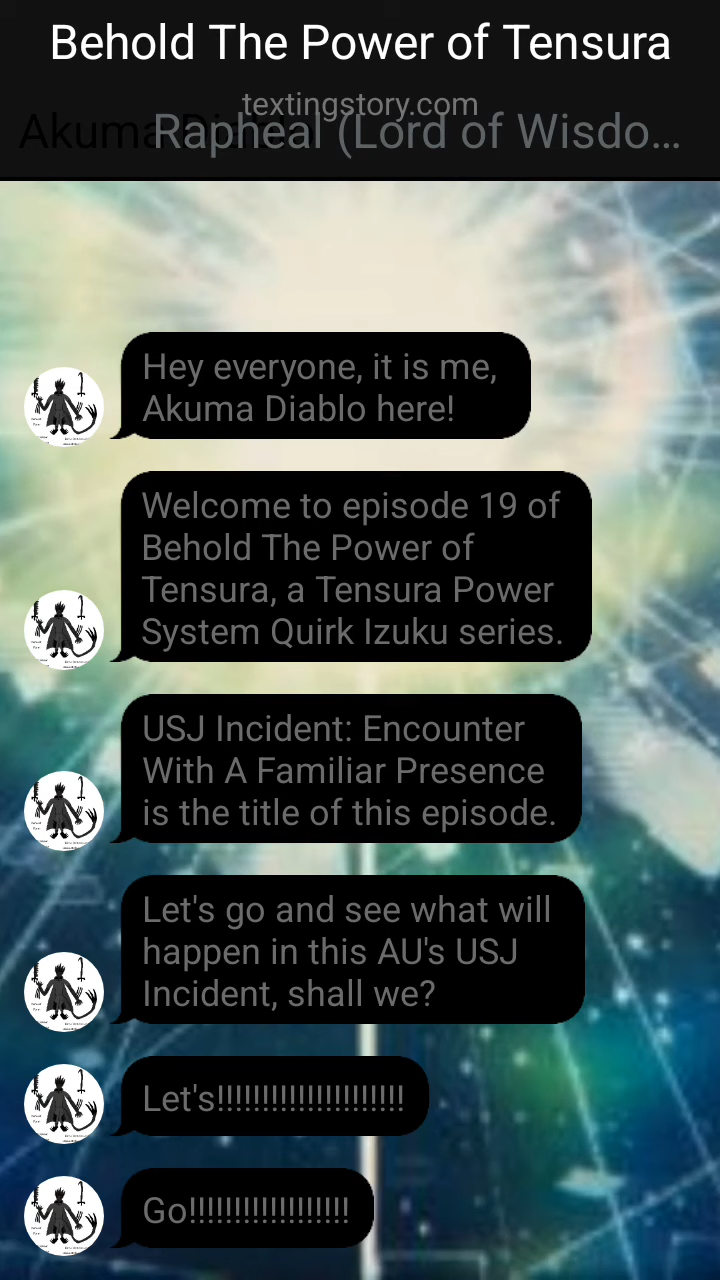 Behold The Power of Tensura
textingstory.com
Akuma Diablo
Rapheal (Lord of Wisdo...
Hey everyone, it is me,
Akuma Diablo here!
Welcome to episode 19 of
Behold The Power of
Tensura, a Tensura Power
System Quirk Izuku series.
USJ Incident: Encounter
With A Familiar Presence
is the title of this episode.
Let's go and see what will
happen in this AU's USJ
Incident, shall we?
Let's!!!!!!!!!!!!!!!!!!!!!
Go!!!!!!!!!!!!!!!!!!